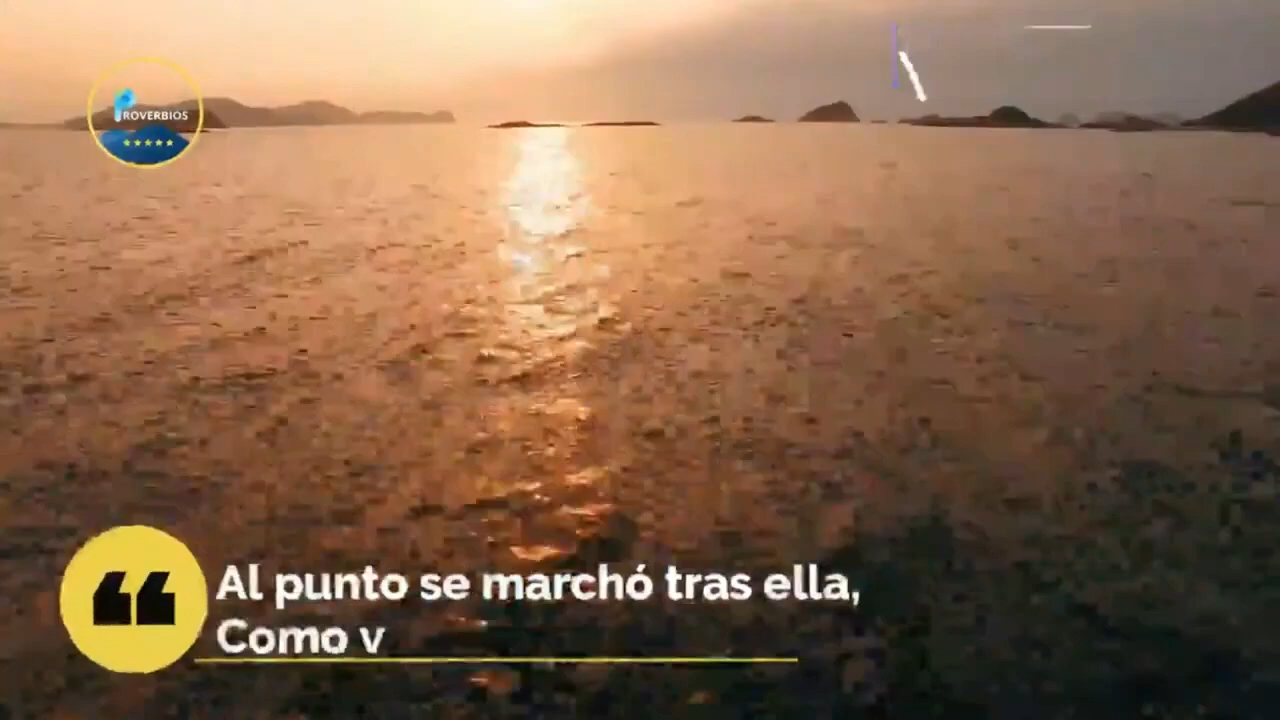 PROVERBIOS
Al punto se marchó tras ella,
Como v